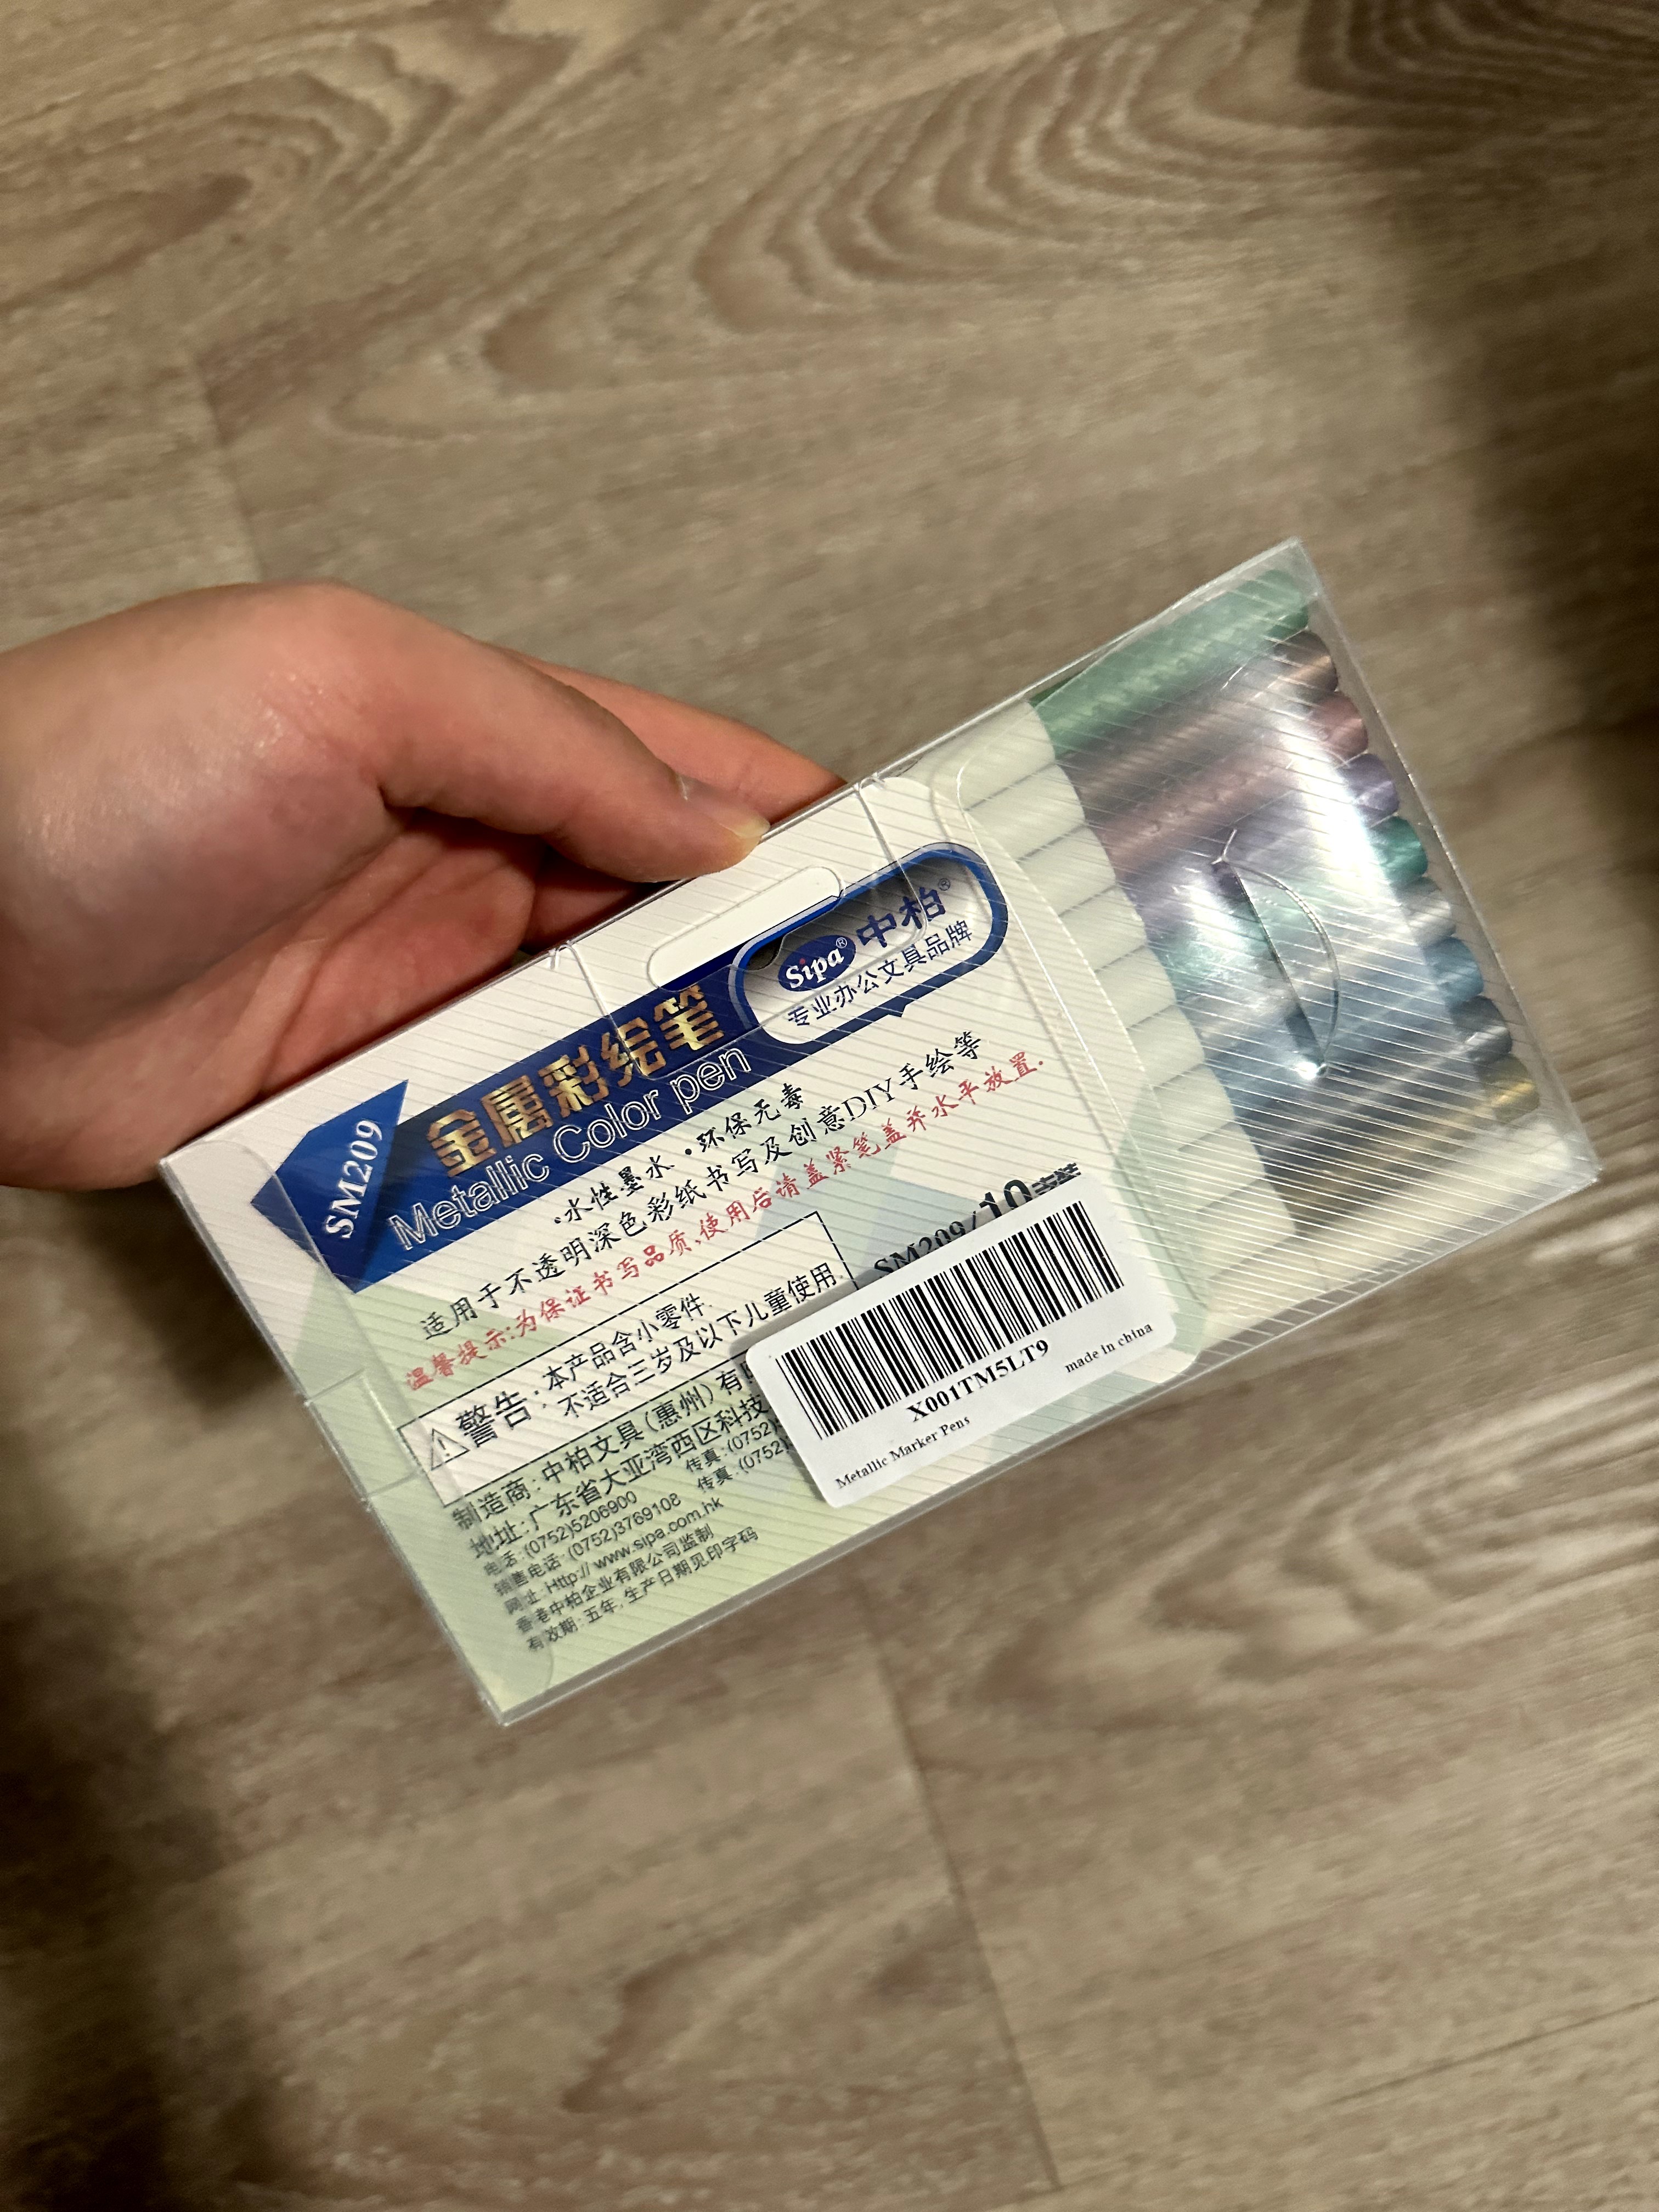 SM209
金属彩绘笔
Metallic Color pen
Sipa® 中柏®
专业办公文具品牌
·水性墨水 ·环保无毒
适用于不透明深色彩纸书写及创意DIY手绘等
温馨提示:为保证书写品质,使用后请盖紧笔盖并水平放置.
警告: 本产品含小零件.
不适合三岁及以下儿童使用.
SM209/10支装
制造商: 中柏文具(惠州)有
地址:广东省大亚湾西区科技
电话:(0752)5206900 传真:(0752)
销售电话:(0752)3769108 传真:(0752)
网址:Http://www.sipa.com.hk
香港中柏企业有限公司监制
有效期:五年,生产日期见印字码
X001TM5LT9
Metallic Marker Pens
made in china